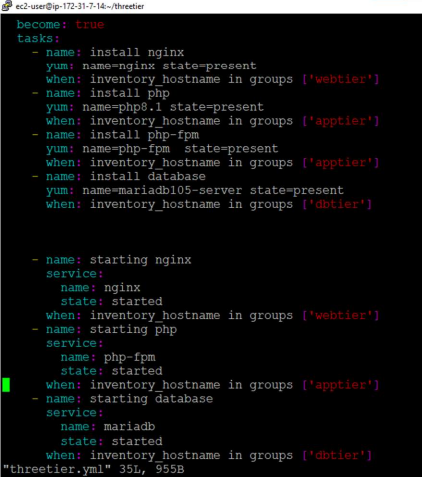 ec2-user@ip-172-31-7-14:~/threetier
become: true
tasks:
- name: install nginx
yum: name=nginx state=present
when: inventory_hostname in groups ['webtier']
- name: install php
yum: name=php8.1 state=present
when: inventory_hostname in groups ['apptier']
- name: install php-fpm
yum: name=php-fpm  state=present
when: inventory_hostname in groups ['apptier']
- name: install database
yum: name=mariadb105-server state=present
when: inventory_hostname in groups ['dbtier']
- name: starting nginx
service:
name: nginx
state: started
when: inventory_hostname in groups ['webtier']
- name: starting php
service:
name: php-fpm
state: started
when: inventory_hostname in groups ['apptier']
- name: starting database
service:
name: mariadb
state: started
when: inventory_hostname in groups ['dbtier']
"threetier.yml" 35L, 955B